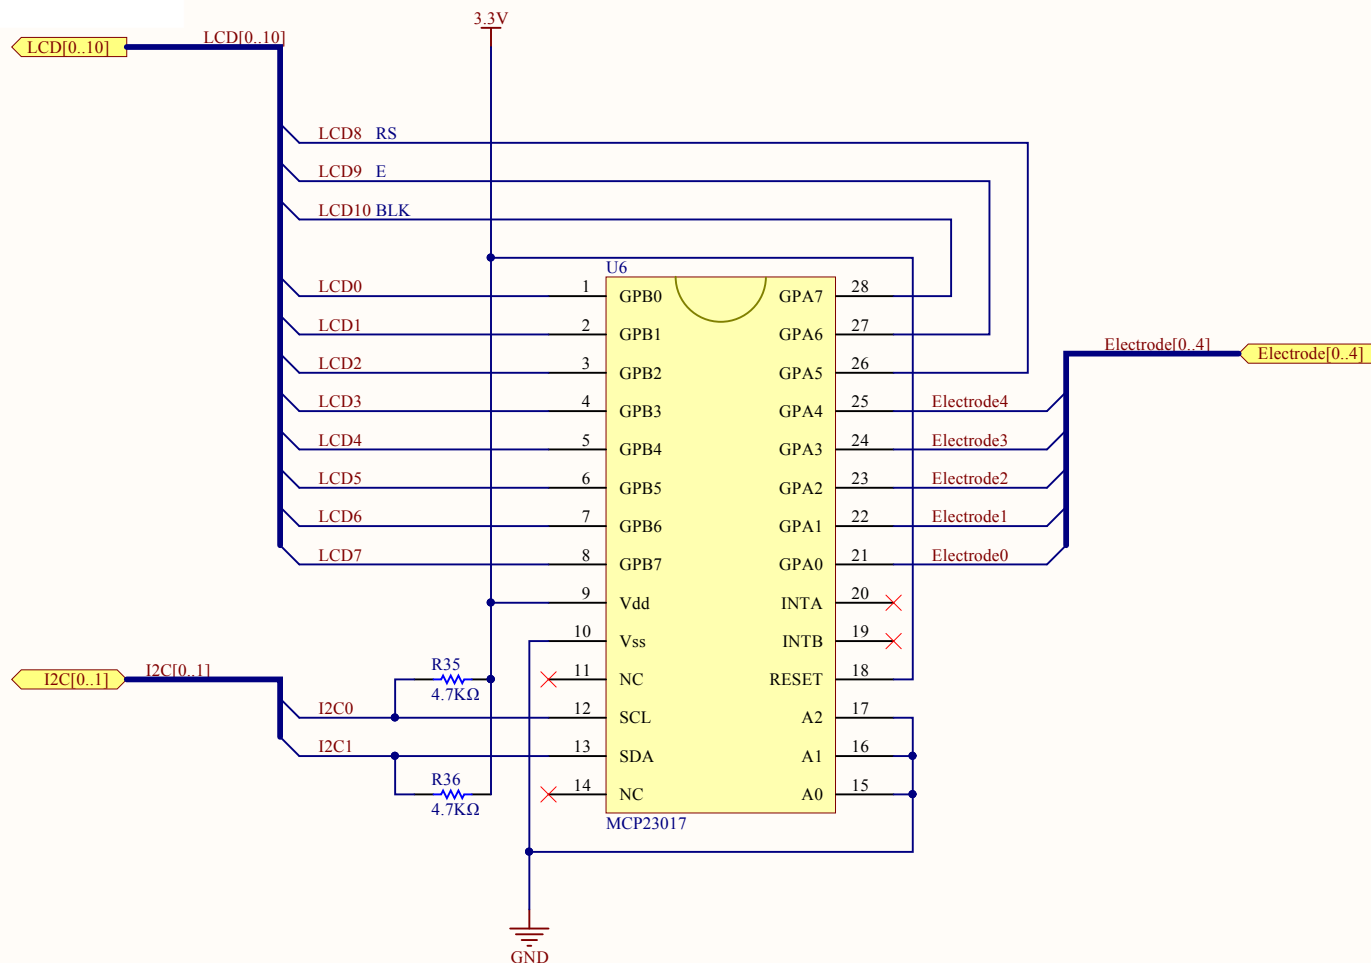 3.3V
LCD[0..10]
LCD[0..10]
LCD8 RS
LCD9 E
LCD10 BLK
U6
LCD0 1 GPB0 GPA7 28
LCD1 2 GPB1 GPA6 27
LCD2 3 GPB2 GPA5 26
LCD3 4 GPB3 GPA4 25 Electrode4
LCD4 5 GPB4 GPA3 24 Electrode3
LCD5 6 GPB5 GPA2 23 Electrode2
LCD6 7 GPB6 GPA1 22 Electrode1
LCD7 8 GPB7 GPA0 21 Electrode0
Electrode[0..4]
Electrode[0..4]
9 Vdd INTA 20
10 Vss INTB 19
11 NC RESET 18
12 SCL A2 17
13 SDA A1 16
14 NC A0 15
MCP23017
I2C[0..1]
I2C[0..1]
R35
4.7KΩ
I2C0
I2C1
R36
4.7KΩ
GND